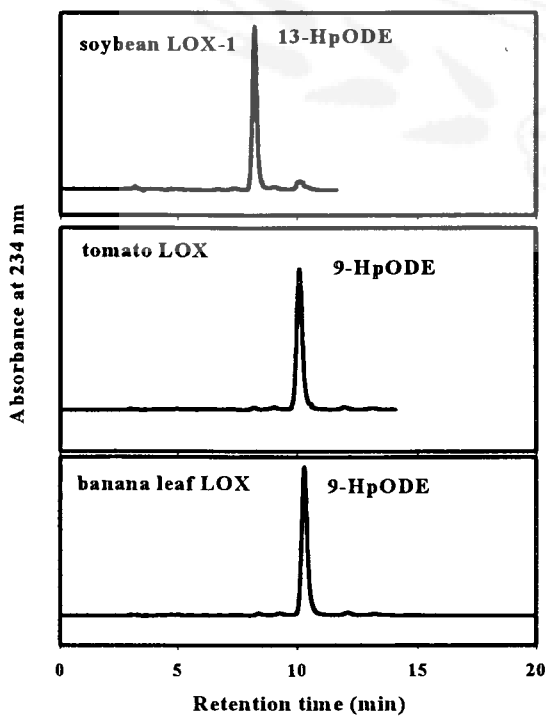 soybean LOX-1 13-HpODE
tomato LOX
9-HpODE
banana leaf LOX 9-HpODE
Absorbance at 234 nm
0 5 10 15 20
Retention time (min)